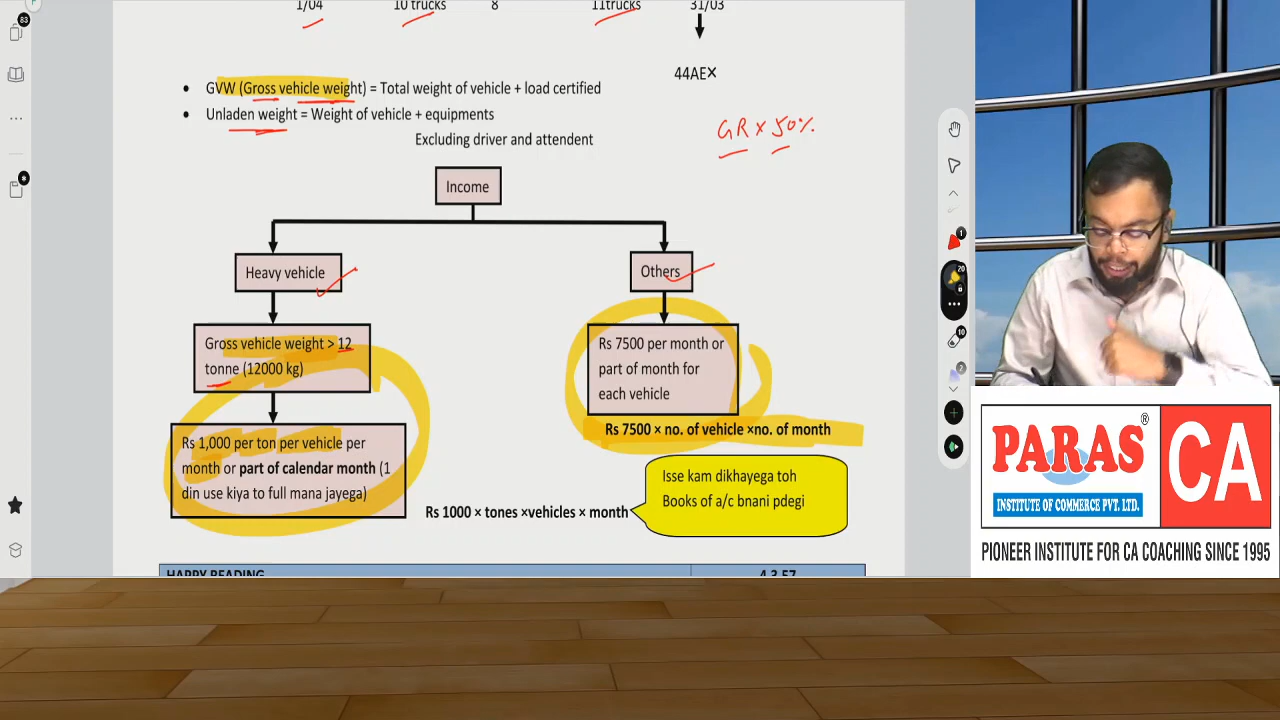 83
1/04 10 trucks 8 11trucks 31/03
44AE×
• GVW (Gross vehicle weight) = Total weight of vehicle + load certified
• Unladen weight = Weight of vehicle + equipments
Excluding driver and attendent
GR × 50%
Income
Heavy vehicle
Others
Gross vehicle weight > 12
tonne (12000 kg)
Rs 7500 per month or
part of month for
each vehicle
Rs 7500 × no. of vehicle ×no. of month
Rs 1,000 per ton per vehicle per
month or part of calendar month (1
din use kiya to full mana jayega)
Isse kam dikhayega toh
Books of a/c bnani pdegi
Rs 1000 × tones ×vehicles × month
HAPPY READING 4.3.57
1
20
10
2
PARAS®
INSTITUTE OF COMMERCE PVT. LTD.
CA
PIONEER INSTITUTE FOR CA COACHING SINCE 1995